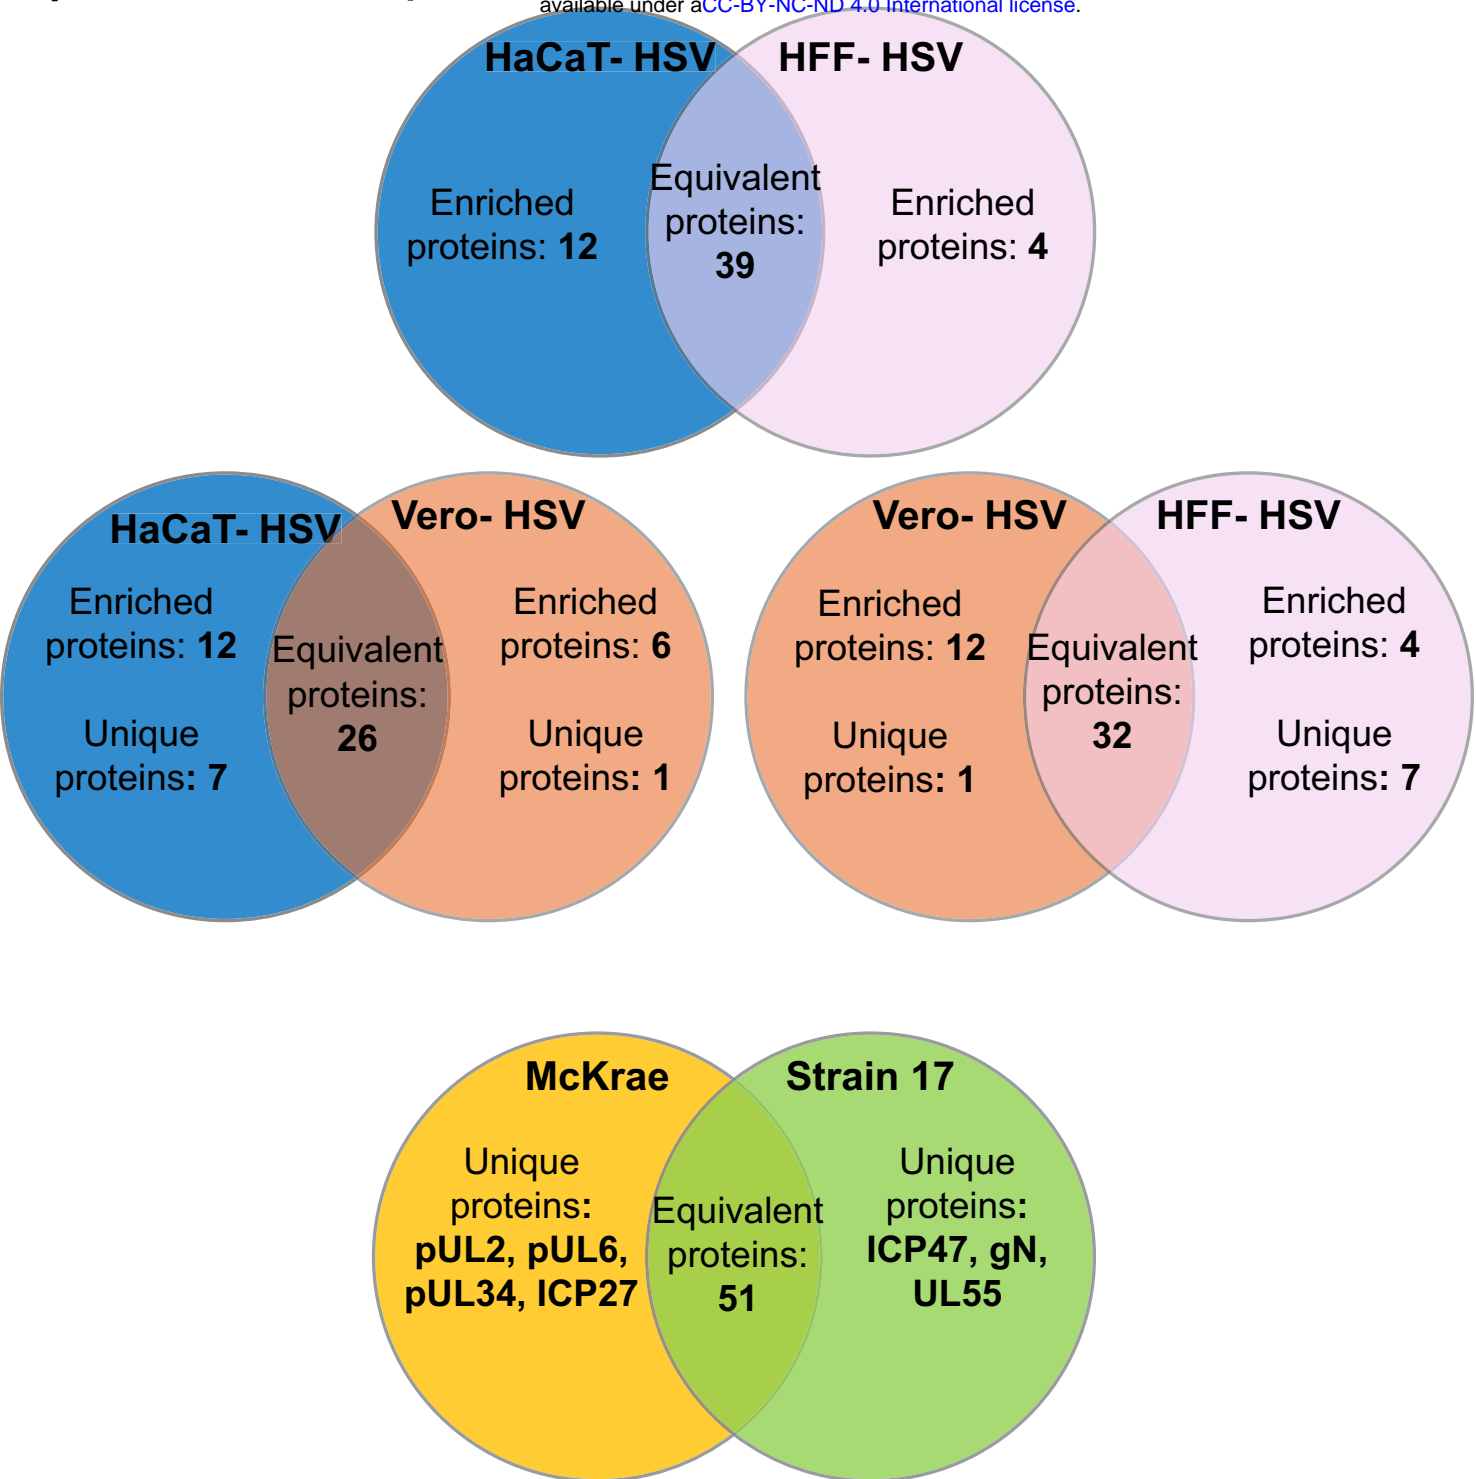 available under aCC-BY-NC-ND 4.0 International license.
HaCaT- HSV
HFF- HSV
Enriched
proteins: 12
Equivalent
proteins:
39
Enriched
proteins: 4
HaCaT- HSV
Vero- HSV
Enriched
proteins: 12
Unique
proteins: 7
Equivalent
proteins:
26
Enriched
proteins: 6
Unique
proteins: 1
Vero- HSV
HFF- HSV
Enriched
proteins: 12
Unique
proteins: 1
Equivalent
proteins:
32
Enriched
proteins: 4
Unique
proteins: 7
McKrae
Strain 17
Unique
proteins:
pUL2, pUL6,
pUL34, ICP27
Equivalent
proteins:
51
Unique
proteins:
ICP47, gN,
UL55